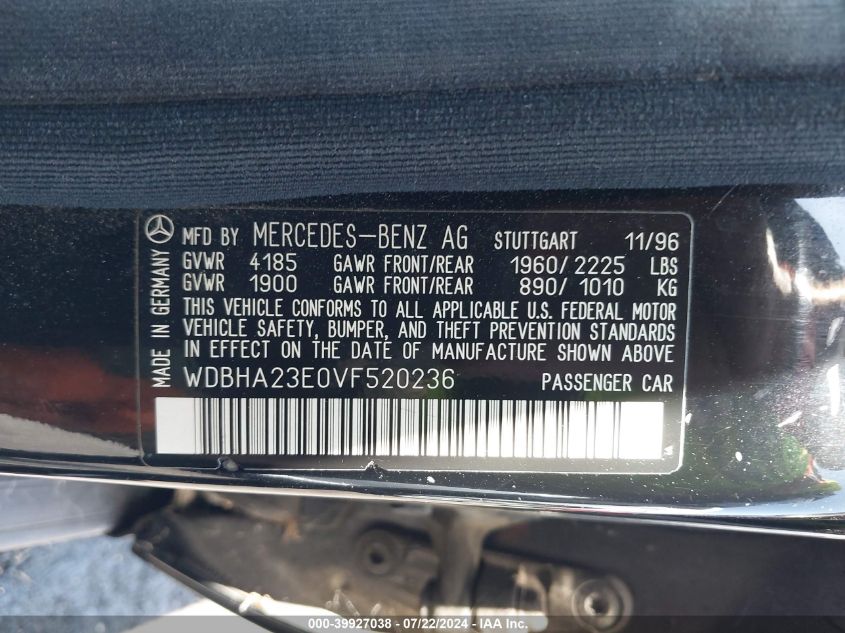 MADE IN GERMANY
MFD BY MERCEDES-BENZ AG STUTTGART 11/96
GVWR 4185 GAWR FRONT/REAR 1960/2225 LBS
GVWR 1900 GAWR FRONT/REAR 890/1010 KG
THIS VEHICLE CONFORMS TO ALL APPLICABLE U.S. FEDERAL MOTOR
VEHICLE SAFETY, BUMPER, AND THEFT PREVENTION STANDARDS
IN EFFECT ON THE DATE OF MANUFACTURE SHOWN ABOVE
WDBHA23E0VF520236 PASSENGER CAR
000-39927038 - 07/22/2024 - IAA Inc.